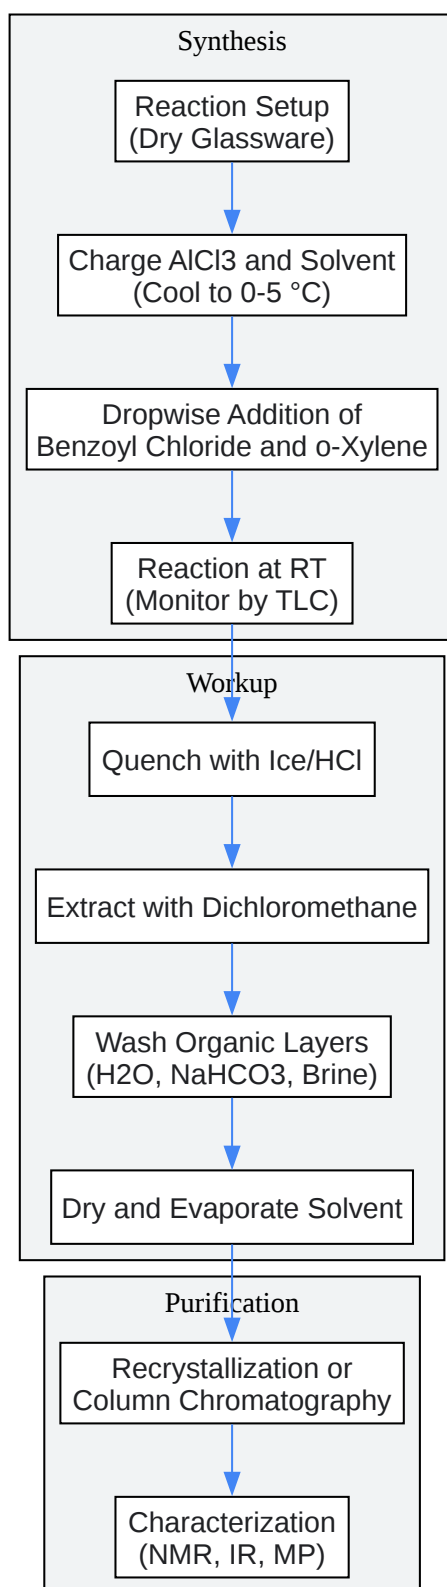 Synthesis
Reaction Setup
(Dry Glassware)
Charge AlCl3 and Solvent
(Cool to 0-5 °C)
Dropwise Addition of
Benzoyl Chloride and o-Xylene
Reaction at RT
(Monitor by TLC)
Workup
Quench with Ice/HCl
Extract with Dichloromethane
Wash Organic Layers
(H2O, NaHCO3, Brine)
Dry and Evaporate Solvent
Purification
Recrystallization or
Column Chromatography
Characterization
(NMR, IR, MP)